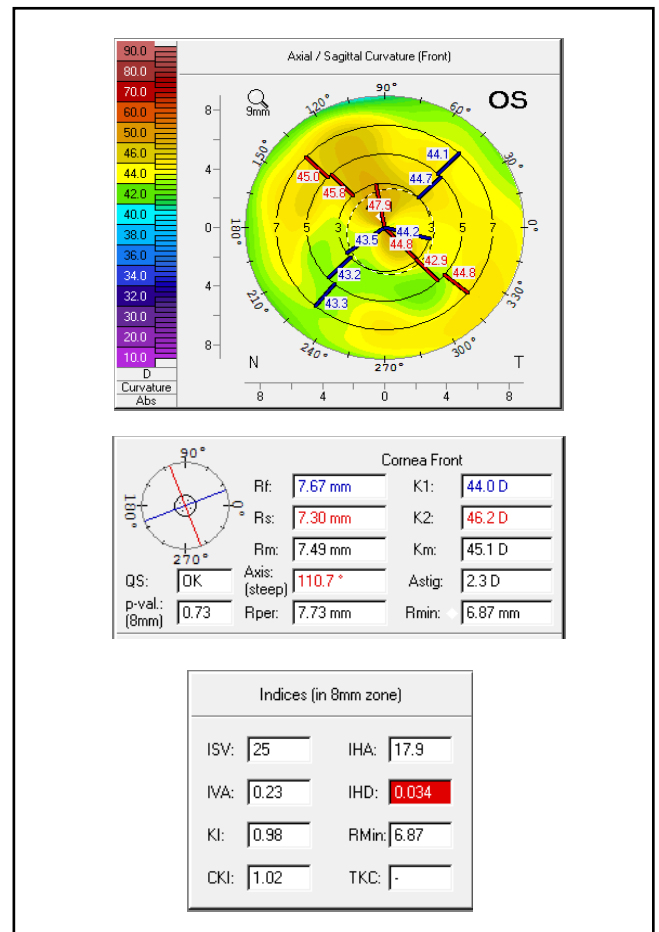 Axial / Sagittal Curvature (Front)
OS
9mm
90.0
80.0
70.0
60.0
50.0
46.0
44.0
42.0
40.0
38.0
36.0
34.0
32.0
30.0
20.0
10.0
D
Curvature
Abs
8
4
0
4
8
90°
120°
60°
150°
30°
180°
0°
210°
330°
240°
300°
270°
7 5 3 3 5 7
45.0
45.8
47.9
44.1
44.7
44.2
44.8
43.5
43.2
43.3
42.9
44.8
N
T
8 4 0 4 8
Cornea Front
90°
180°
0°
270°
Rf: 7.67 mm K1: 44.0 D
Rs: 7.30 mm K2: 46.2 D
Rm: 7.49 mm Km: 45.1 D
QS: OK Axis: (steep) 110.7 ° Astig: 2.3 D
p-val.: (8mm) 0.73 Rper: 7.73 mm Rmin: 6.87 mm
Indices (in 8mm zone)
ISV: 25 IHA: 17.9
IVA: 0.23 IHD: 0.034
KI: 0.98 RMin: 6.87
CKI: 1.02 TKC: -